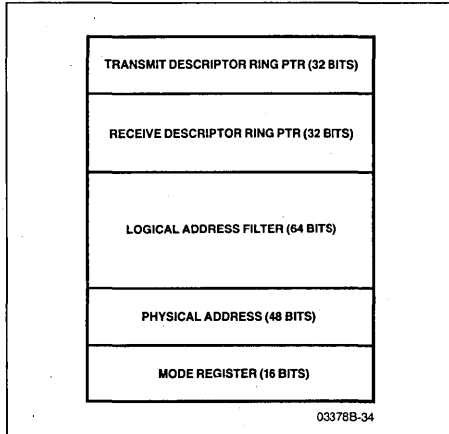 TRANSMIT DESCRIPTOR RING PTR (32 BITS)
RECEIVE DESCRIPTOR RING PTR (32 BITS)
LOGICAL ADDRESS FILTER (64 BITS)
PHYSICAL ADDRESS (48 BITS)
MODE REGISTER (16 BITS)
03378B-34